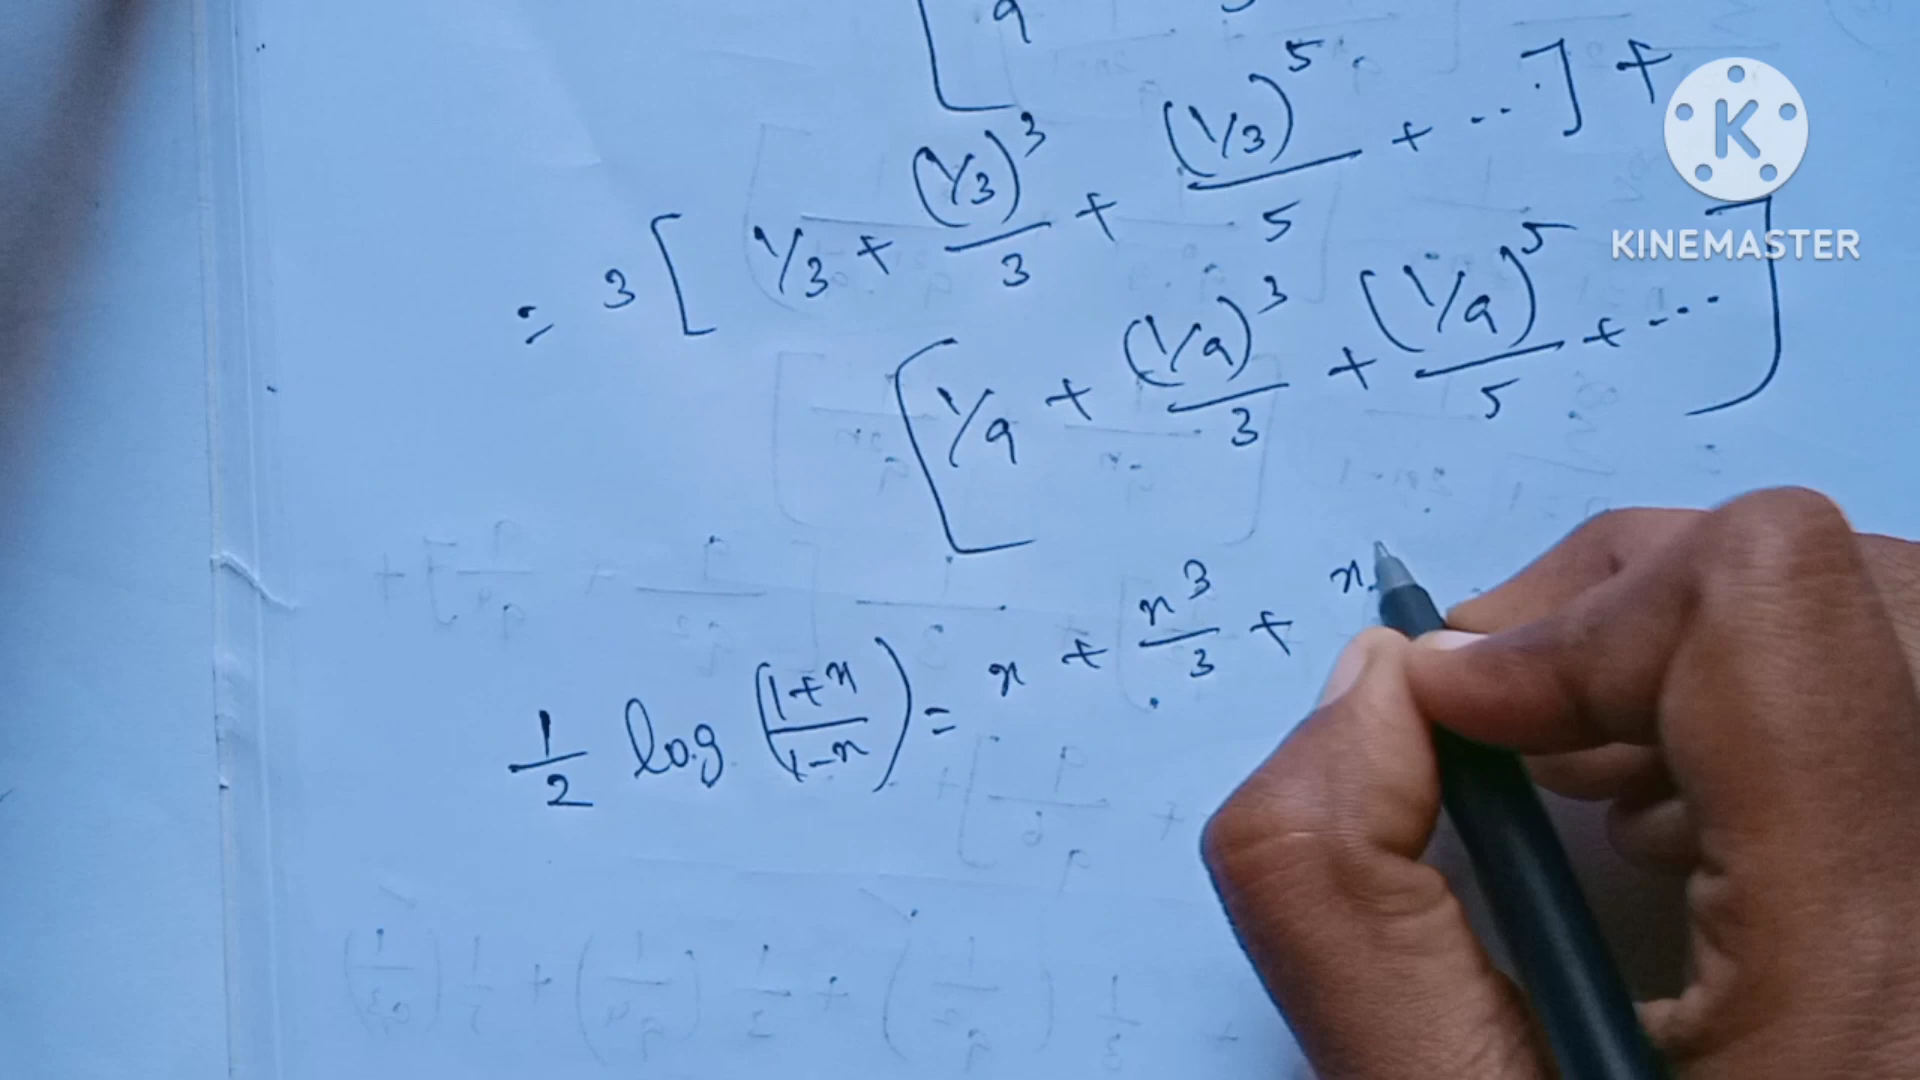 [ 9
= 3 [ 1/3 + (1/3)^3/3 + (1/3)^5/5 + ... ] +
[ 1/9 + (1/9)^3/3 + (1/9)^5/5 + ... ]
1/2 log ((1+x)/(1-x)) = x + x^3/3 + x
K
KINEMASTER